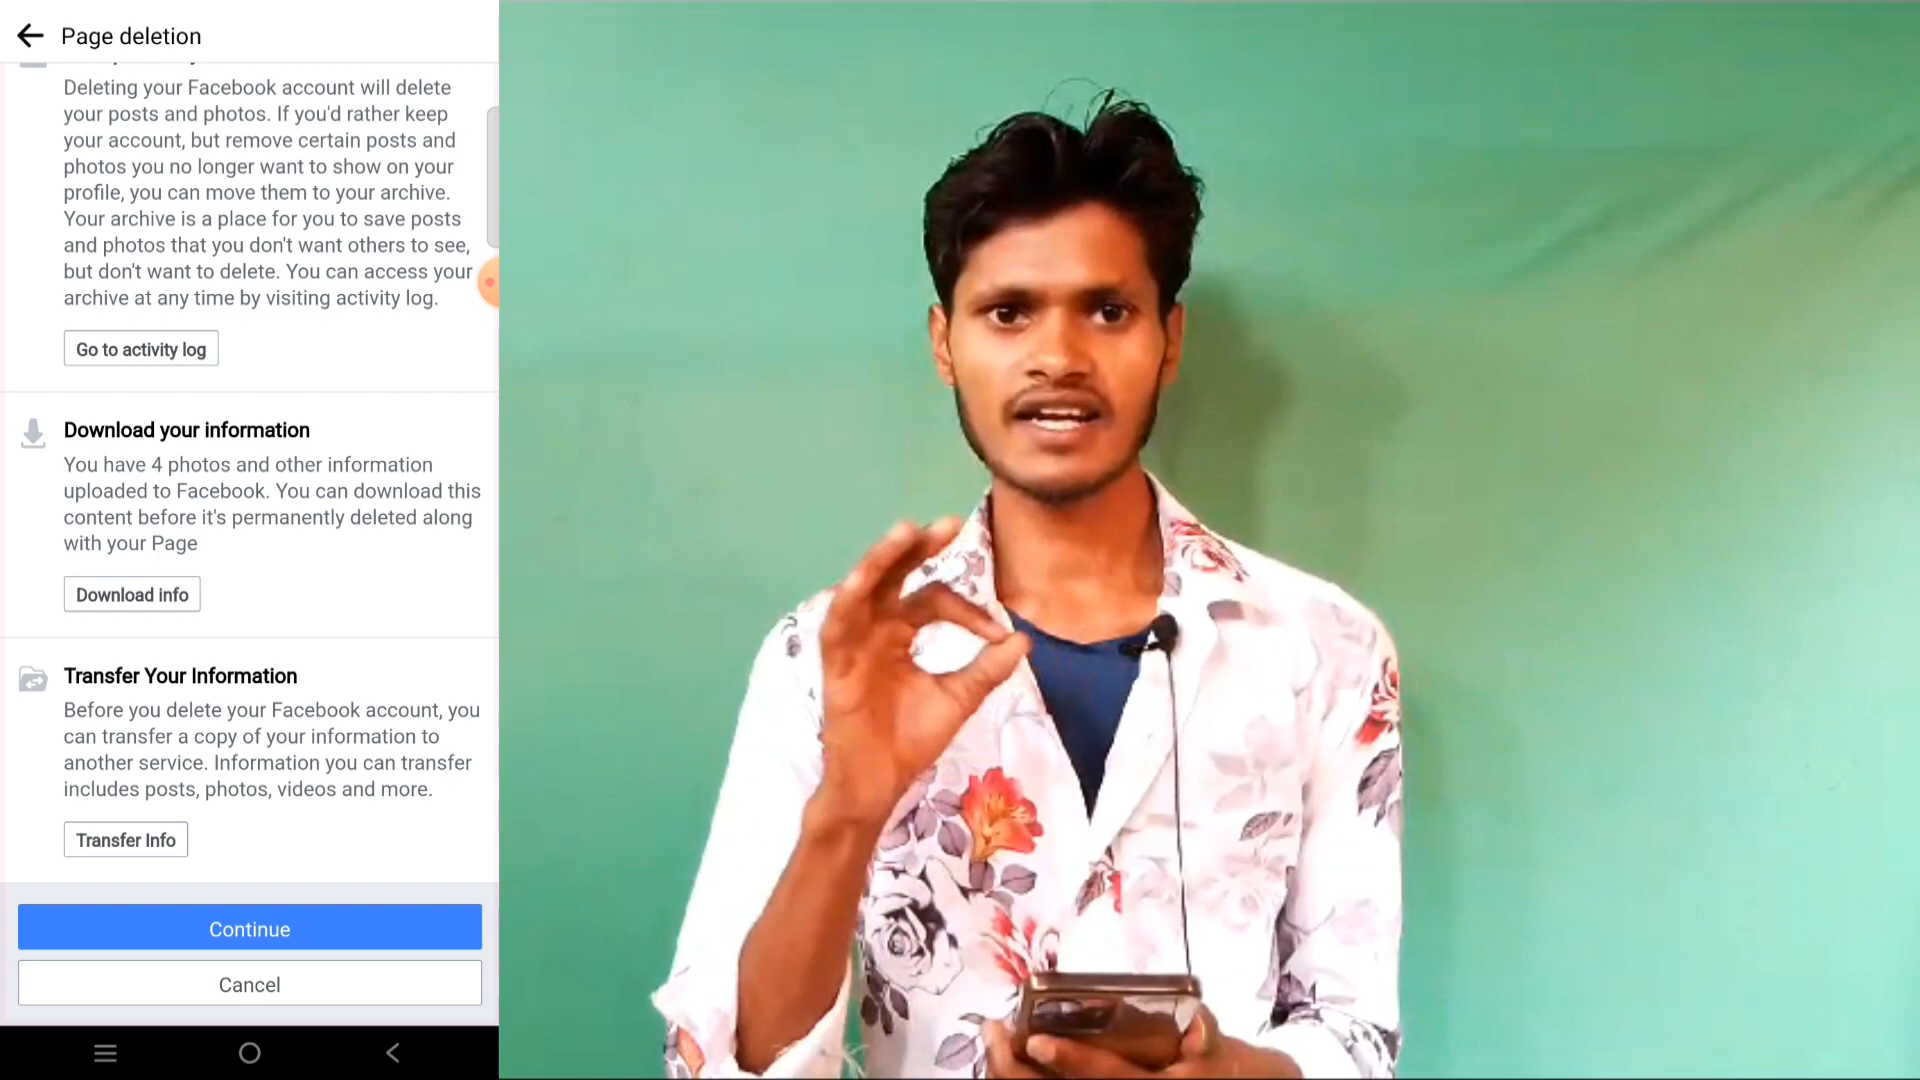 Page deletion
Deleting your Facebook account will delete
your posts and photos. If you'd rather keep
your account, but remove certain posts and
photos you no longer want to show on your
profile, you can move them to your archive.
Your archive is a place for you to save posts
and photos that you don't want others to see,
but don't want to delete. You can access your
archive at any time by visiting activity log.
Go to activity log
Download your information
You have 4 photos and other information
uploaded to Facebook. You can download this
content before it's permanently deleted along
with your Page
Download info
Transfer Your Information
Before you delete your Facebook account, you
can transfer a copy of your information to
another service. Information you can transfer
includes posts, photos, videos and more.
Transfer Info
Continue
Cancel